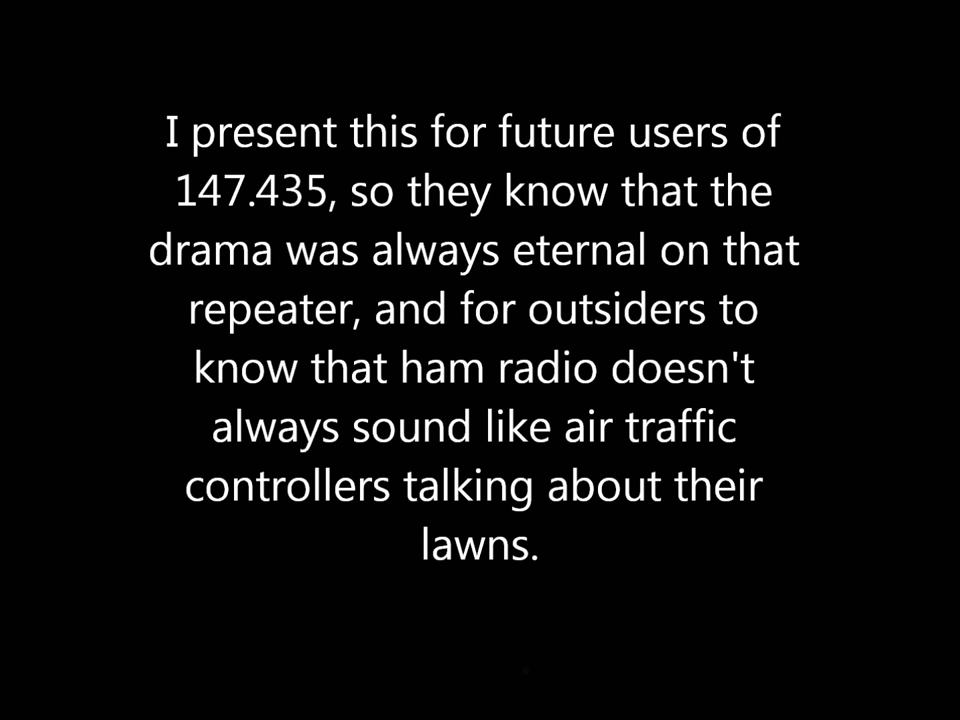 I present this for future users of
147.435, so they know that the
drama was always eternal on that
repeater, and for outsiders to
know that ham radio doesn't
always sound like air traffic
controllers talking about their
lawns.